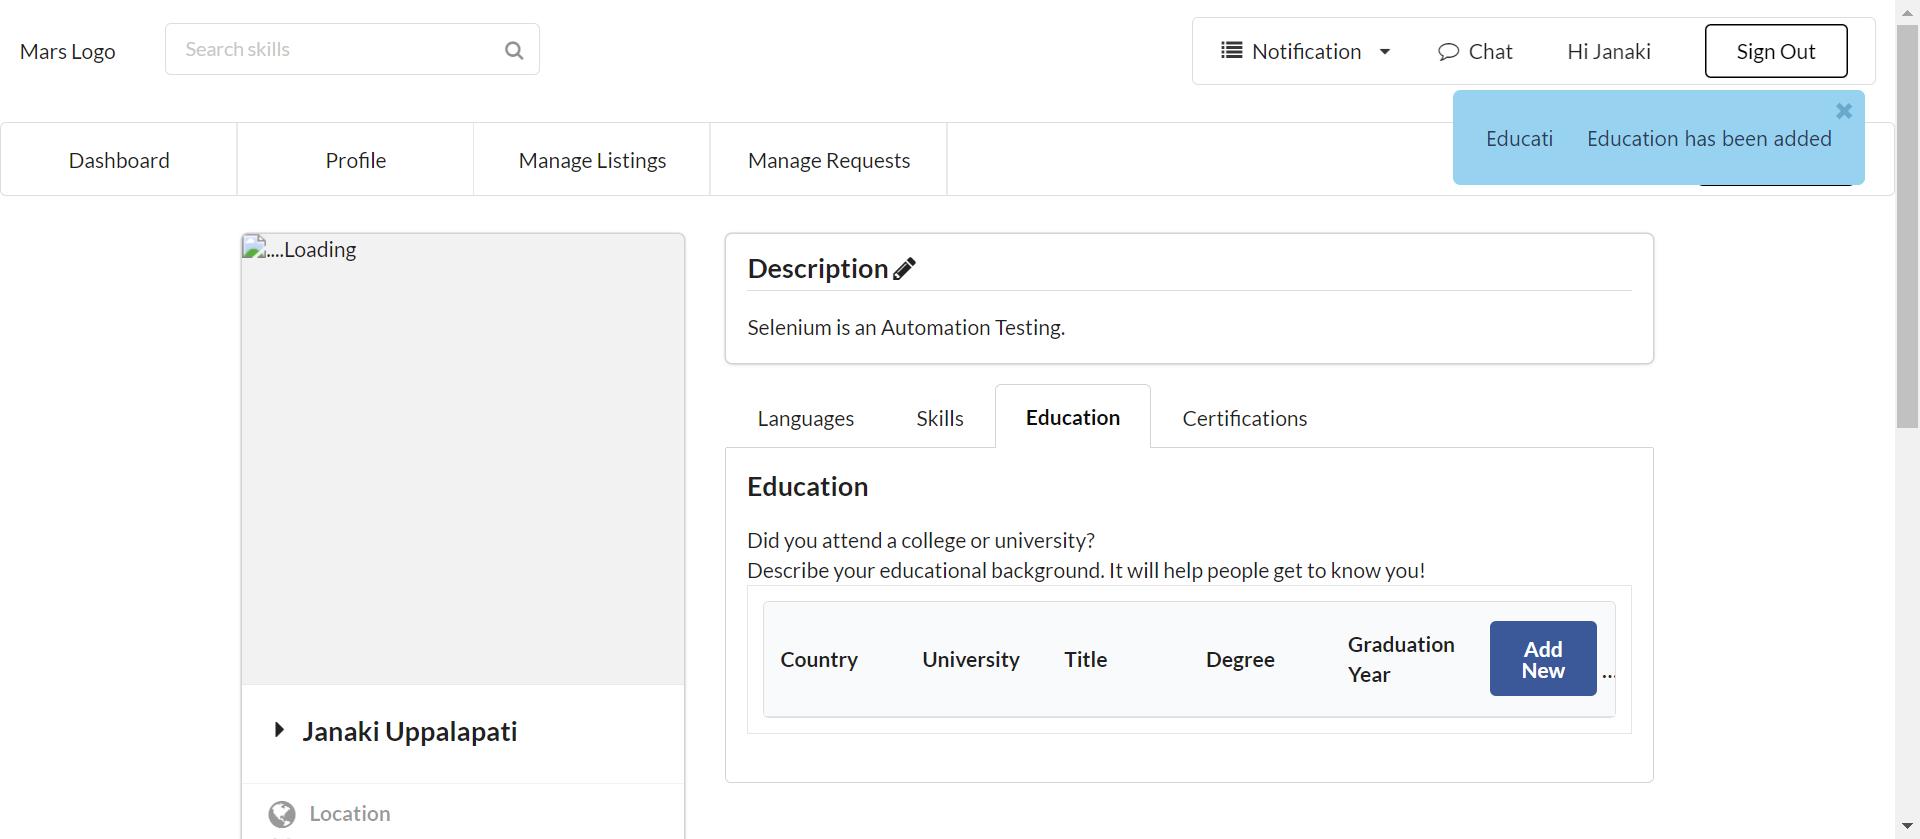 Mars Logo
Search skills
Notification
Chat
Hi Janaki
Sign Out
Educati
Education has been added
Dashboard
Profile
Manage Listings
Manage Requests
....Loading
Janaki Uppalapati
Location
Description
Selenium is an Automation Testing.
Languages
Skills
Education
Certifications
Education
Did you attend a college or university?
Describe your educational background. It will help people get to know you!
Country
University
Title
Degree
Graduation
Year
Add
New
...